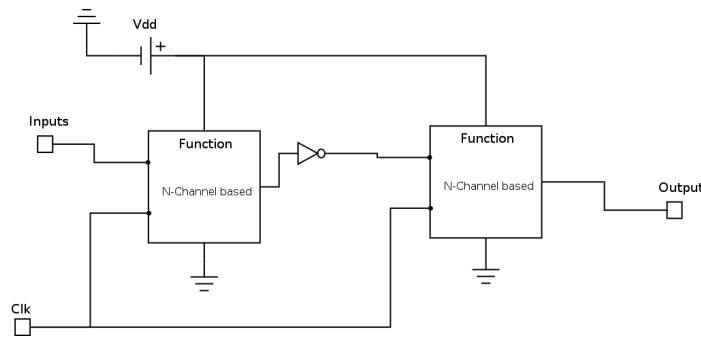 Vdd
+
Inputs
Function
N-Channel based
Function
N-Channel based
Output
Clk